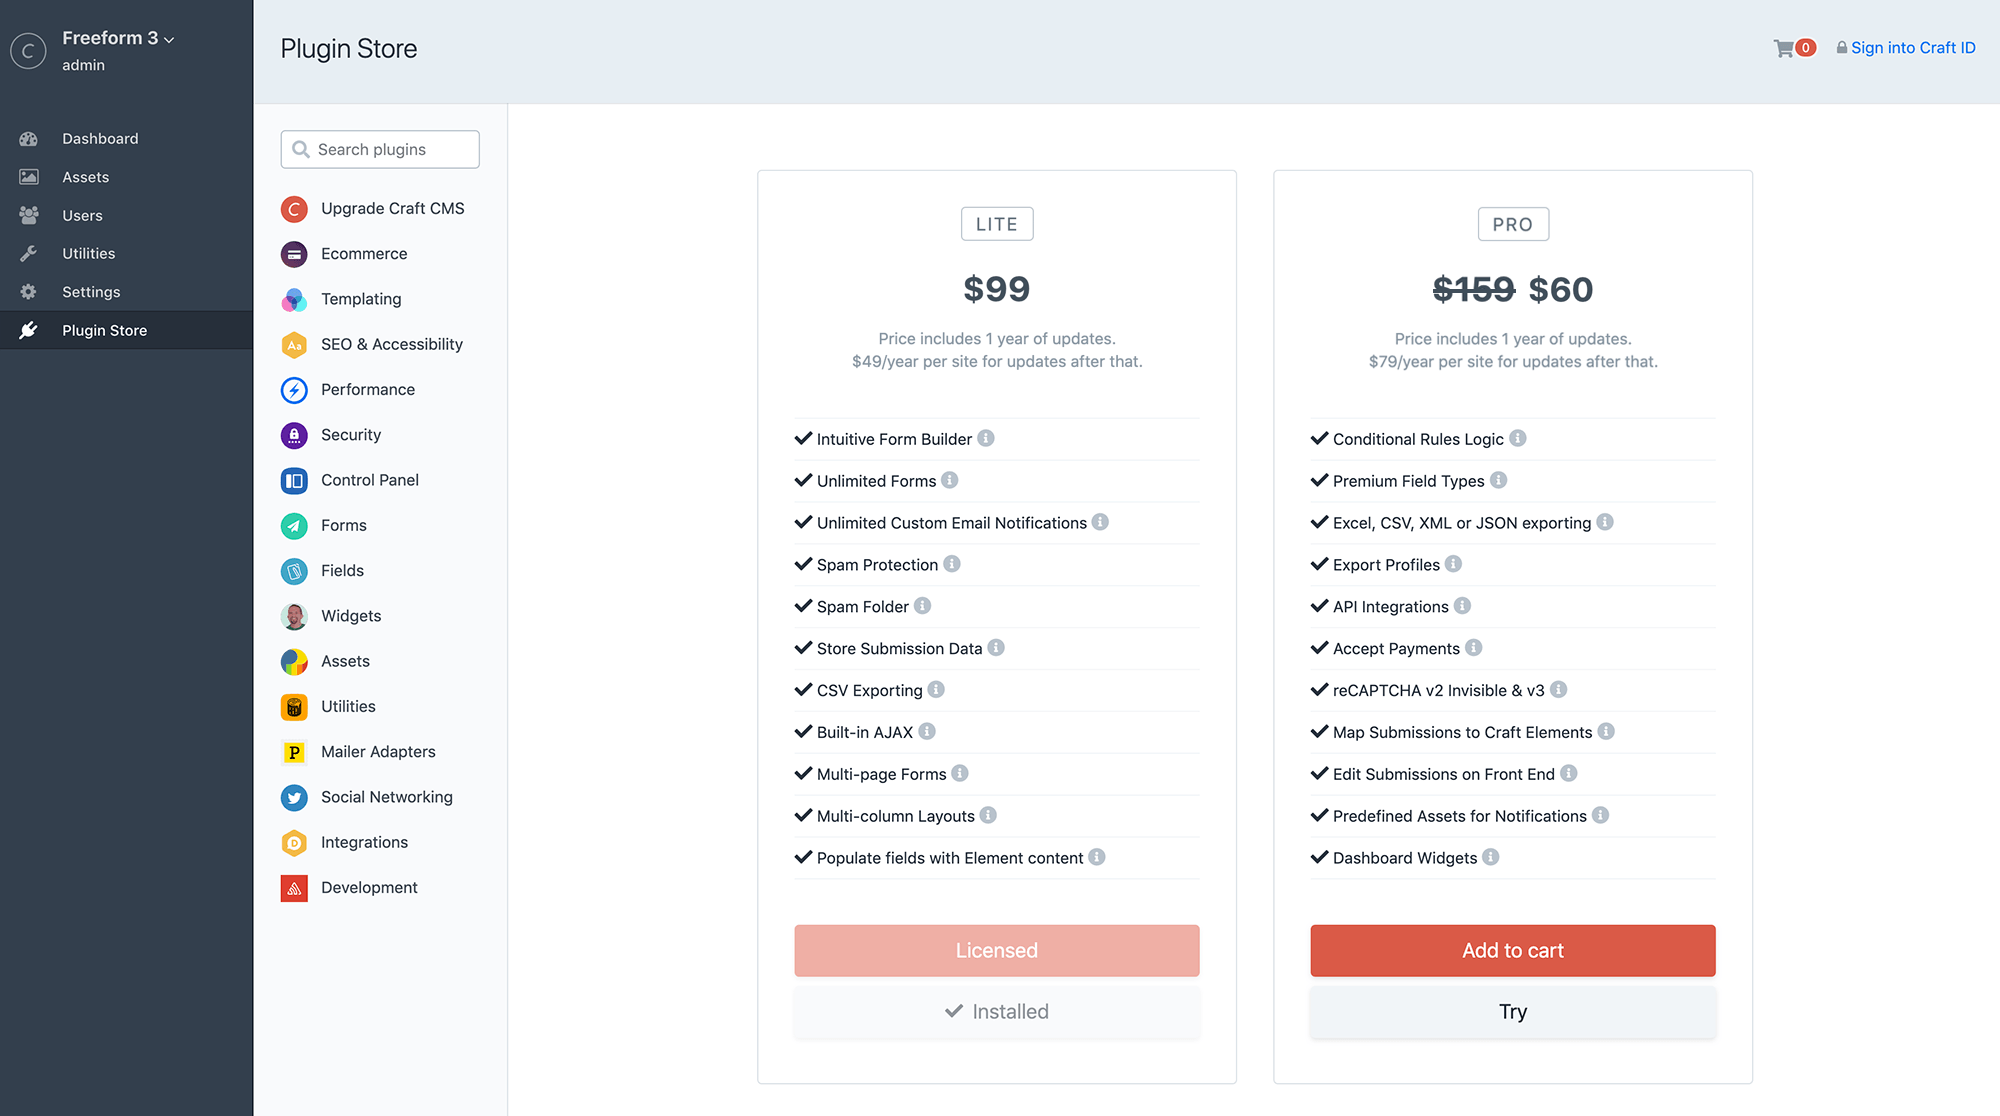 Freeform 3
admin
Dashboard
Assets
Users
Utilities
Settings
Plugin Store
Plugin Store
0
Sign into Craft ID
Search plugins
Upgrade Craft CMS
Ecommerce
Templating
SEO & Accessibility
Performance
Security
Control Panel
Forms
Fields
Widgets
Assets
Utilities
Mailer Adapters
Social Networking
Integrations
Development
LITE
$99
Price includes 1 year of updates.
$49/year per site for updates after that.
Intuitive Form Builder
Unlimited Forms
Unlimited Custom Email Notifications
Spam Protection
Spam Folder
Store Submission Data
CSV Exporting
Built-in AJAX
Multi-page Forms
Multi-column Layouts
Populate fields with Element content
Licensed
Installed
PRO
$159 $60
Price includes 1 year of updates.
$79/year per site for updates after that.
Conditional Rules Logic
Premium Field Types
Excel, CSV, XML or JSON exporting
Export Profiles
API Integrations
Accept Payments
reCAPTCHA v2 Invisible & v3
Map Submissions to Craft Elements
Edit Submissions on Front End
Predefined Assets for Notifications
Dashboard Widgets
Add to cart
Try